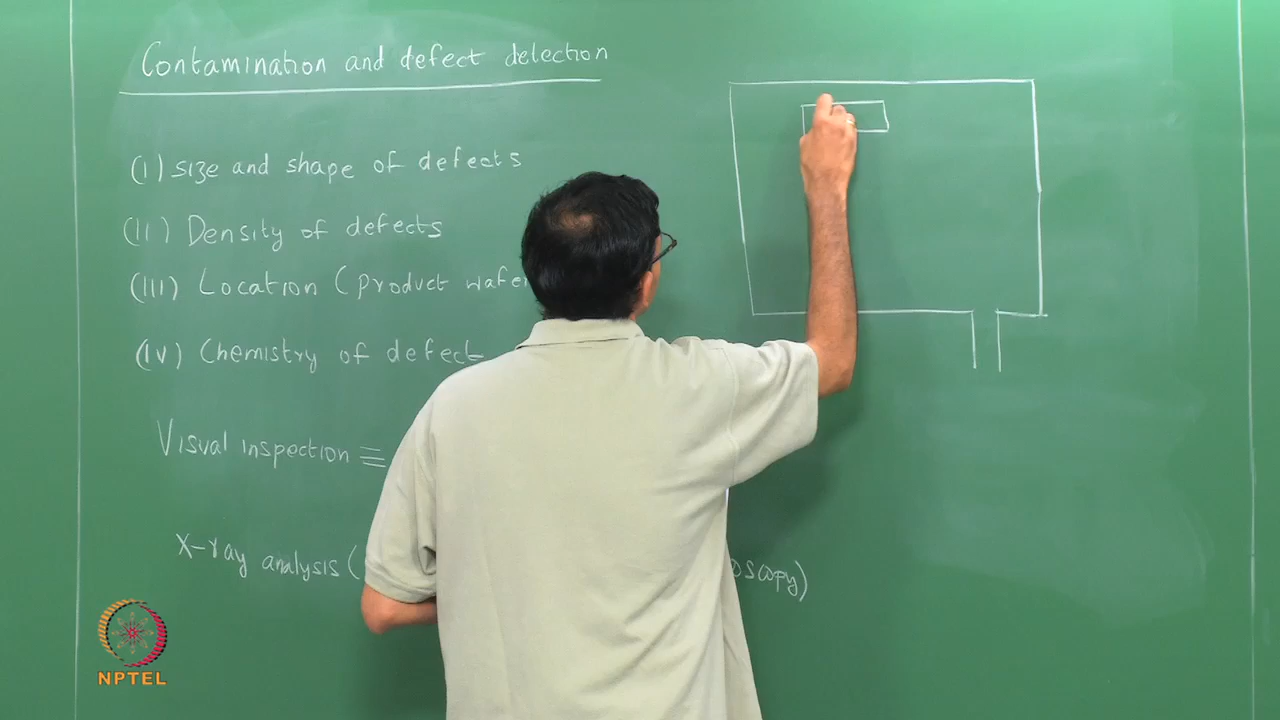 Contamination and defect detection
(i) size and shape of defects
(ii) Density of defects
(iii) Location (product wafer
(iv) Chemistry of defect
Visual inspection ≡
X-ray analysis (
oscopy)
NPTEL